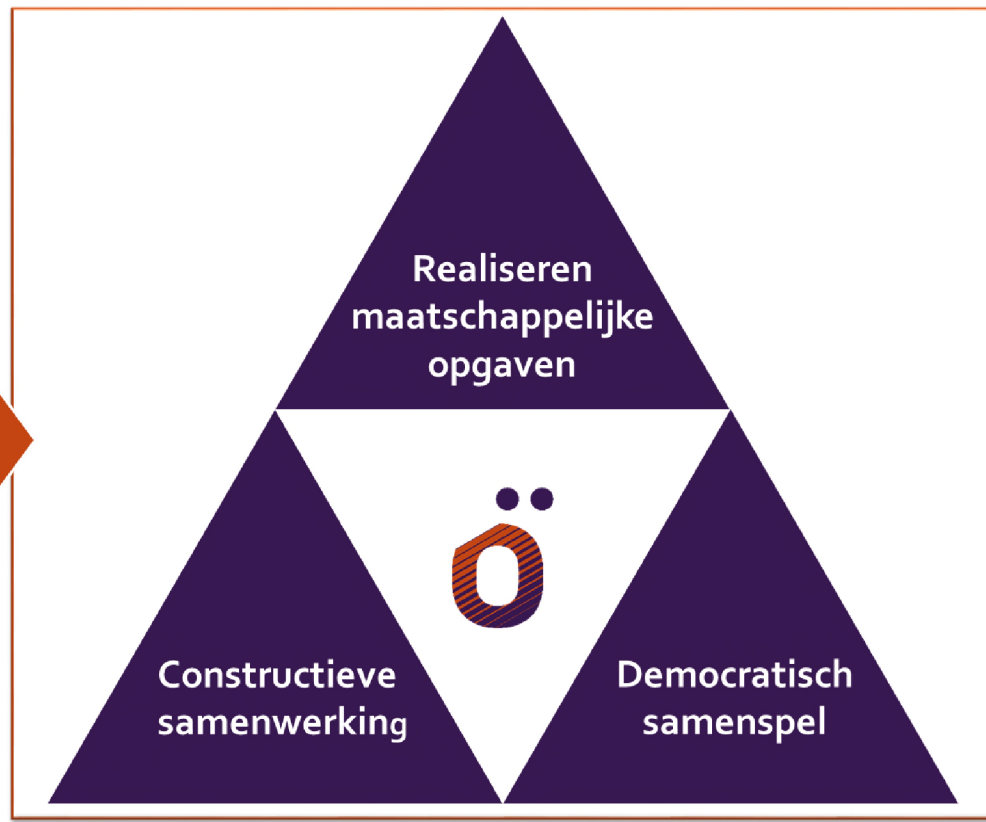 Realiseren
maatschappelijke
opgaven
ö
Constructieve
samenwerking
Democratisch
samenspel